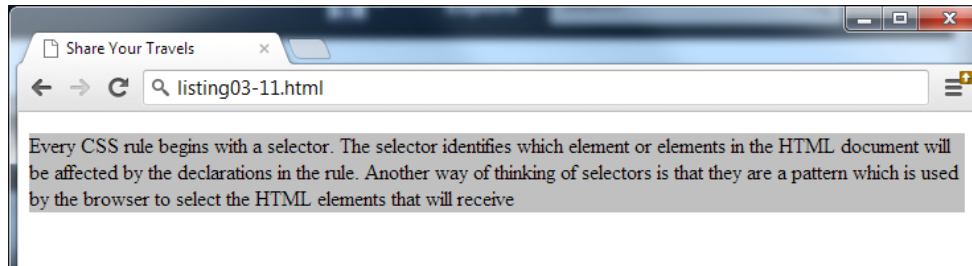 Share Your Travels
listing03-11.html
Every CSS rule begins with a selector. The selector identifies which element or elements in the HTML document will
be affected by the declarations in the rule. Another way of thinking of selectors is that they are a pattern which is used
by the browser to select the HTML elements that will receive